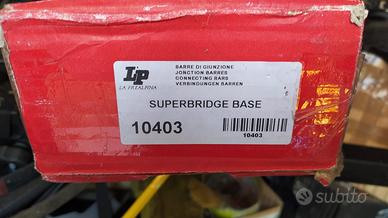 LP
LA PREALPINA
BARRE DI GIUNZIONE
JONCTION BARRES
CONNECTING BARS
VERBINDUNGEN BARREN
SUPERBRIDGE BASE
10403
10403
subito